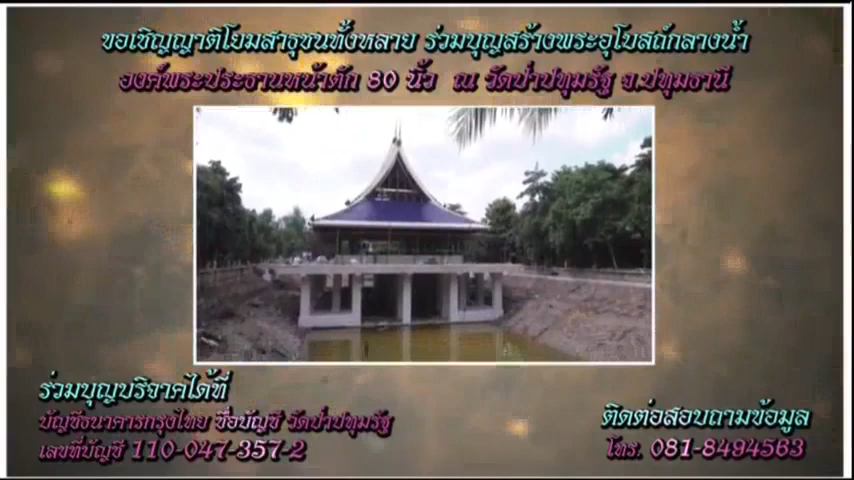 ขอเชิญญาติโยมสาธุชนทั้งหลาย ร่วมบุญสร้างพระอุโบสถ์กลางน้ำ
องค์พระประธานหน้าตัก 80 นิ้ว ณ วัดป่าปทุมรัฐ จ.ปทุมธานี
ร่วมบุญบริจาคได้ที่
บัญชีธนาคารกรุงไทย ชื่อบัญชี วัดป่าปทุมรัฐ
เลขที่บัญชี 110-047-357-2
ติดต่อสอบถามข้อมูล
โทร. 081-8494563